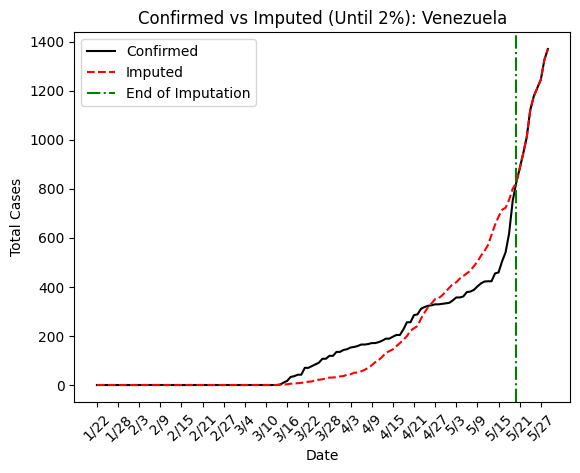 Confirmed vs Imputed (Until 2%): Venezuela
Confirmed
Imputed
End of Imputation
Total Cases
1400
1200
1000
800
600
400
200
0
1/22 1/28 2/3 2/9 2/15 2/21 2/27 3/4 3/10 3/16 3/22 3/28 4/3 4/9 4/15 4/21 4/27 5/3 5/9 5/15 5/21 5/27
Date